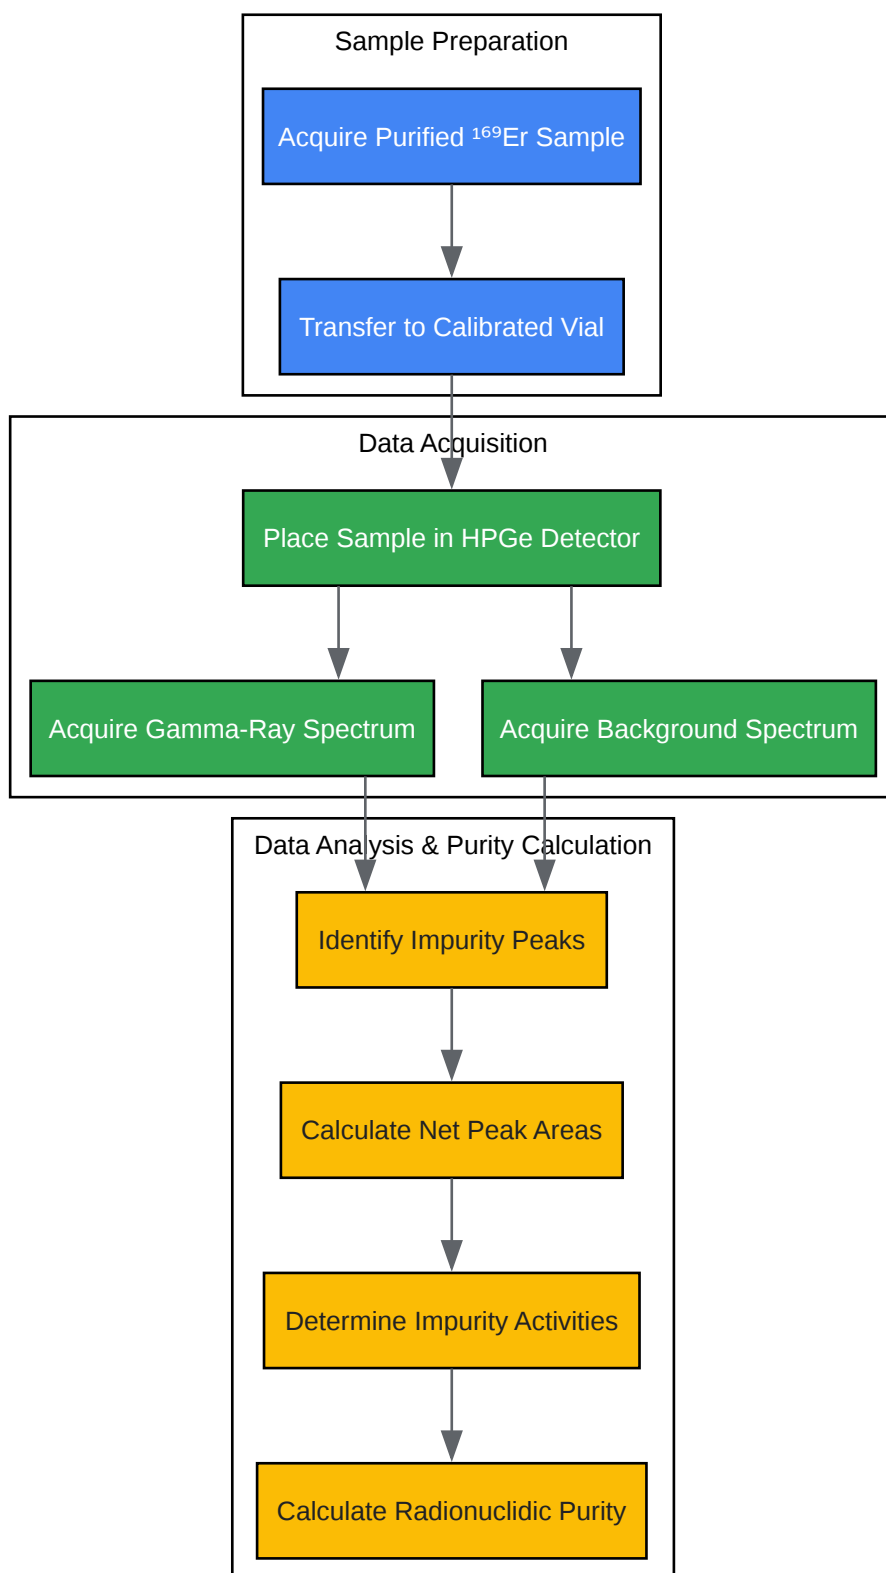 Sample Preparation
Acquire Purified ¹⁶⁹Er Sample
Transfer to Calibrated Vial
Data Acquisition
Place Sample in HPGe Detector
Acquire Gamma-Ray Spectrum
Acquire Background Spectrum
Data Analysis & Purity Calculation
Identify Impurity Peaks
Calculate Net Peak Areas
Determine Impurity Activities
Calculate Radionuclidic Purity